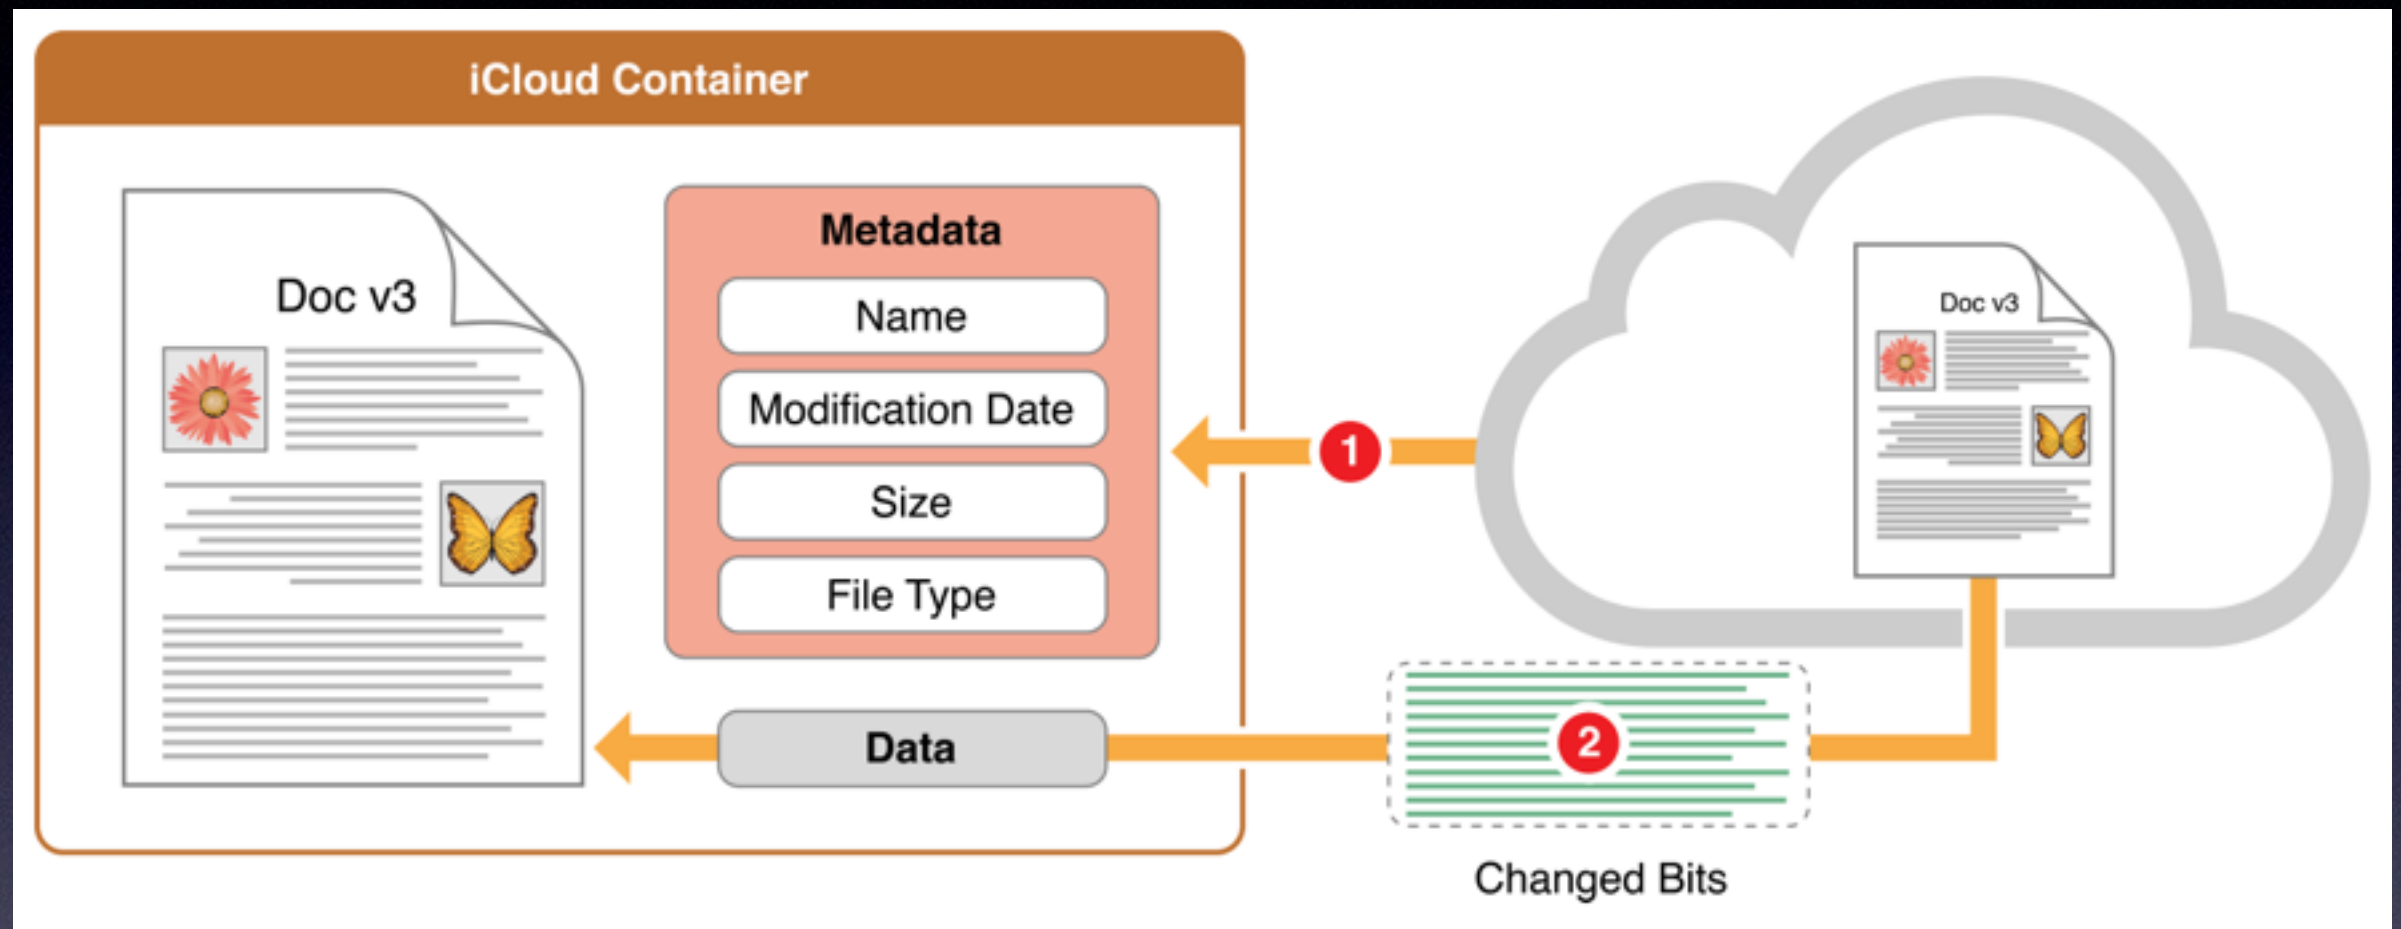 iCloud Container
Doc v3
Metadata
Name
Modification Date
Size
File Type
Data
1
Doc v3
2
Changed Bits